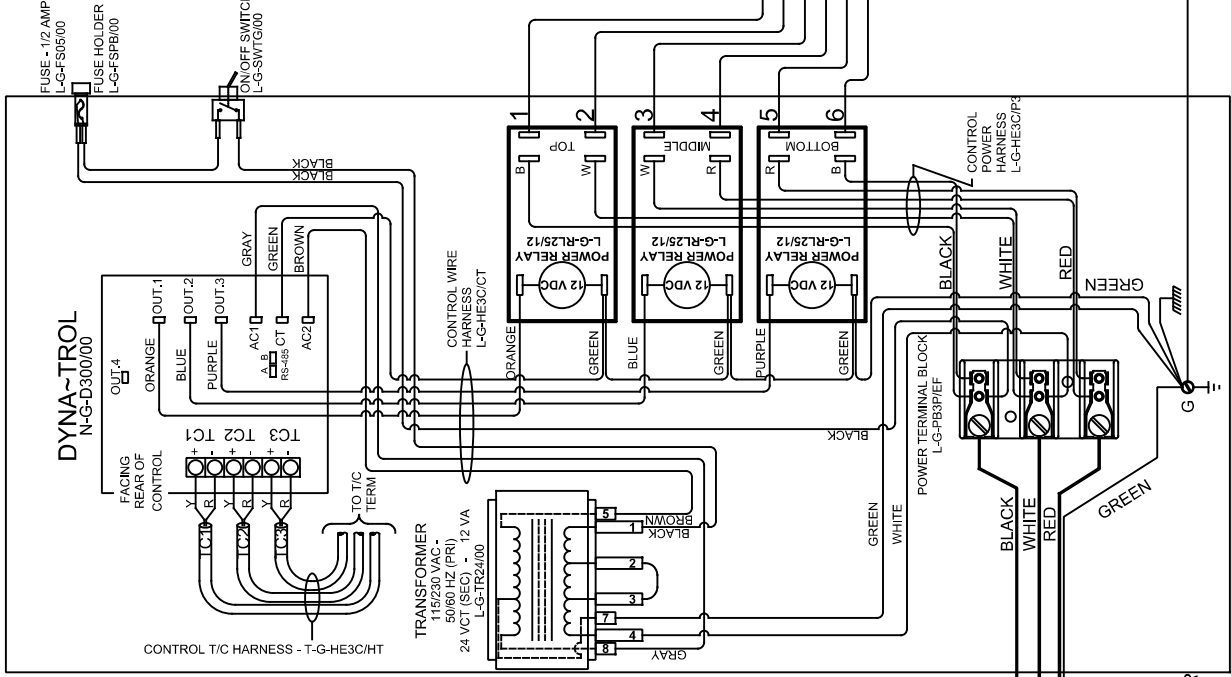 FUSE - 1/2 AMP
L-G-FS05/00
FUSE HOLDER
L-G-FSPB/00
ON/OFF SWITCH
L-G-SWTG/00
BLACK
BLACK
1
2
3
4
5
6
TOP
MIDDLE
BOTTOM
B
W
W
R
R
B
POWER RELAY
L-G-RL25/12
POWER RELAY
L-G-RL25/12
POWER RELAY
L-G-RL25/12
12 VDC
12 VDC
12 VDC
CONTROL
POWER
HARNESS
L-G-HE3C/P3
BLACK
WHITE
RED
GREEN
GRAY
GREEN
BROWN
DYNA~TROL
N-G-D300/00
OUT.4
OUT.1
OUT.2
OUT.3
AC1
CT
AC2
A B
RS-485
ORANGE
BLUE
PURPLE
CONTROL WIRE
HARNESS
L-G-HE3C/CT
ORANGE
GREEN
BLUE
GREEN
PURPLE
GREEN
BLACK
POWER TERMINAL BLOCK
L-G-PB3P/EF
G
TC1 TC2 TC3
+ - + - + -
FACING
REAR OF
CONTROL
Y R Y R Y R
C1 C2 C3
TO T/C
TERM
CONTROL T/C HARNESS - T-G-HE3C/HT
TRANSFORMER
115/230 VAC -
50/60 HZ (PRI)
24 VCT (SEC) - 12 VA
L-G-TR24/00
5
BROWN
1
BLACK
2
3
7
4
8
GRAY
GREEN
WHITE
BLACK
WHITE
RED
GREEN